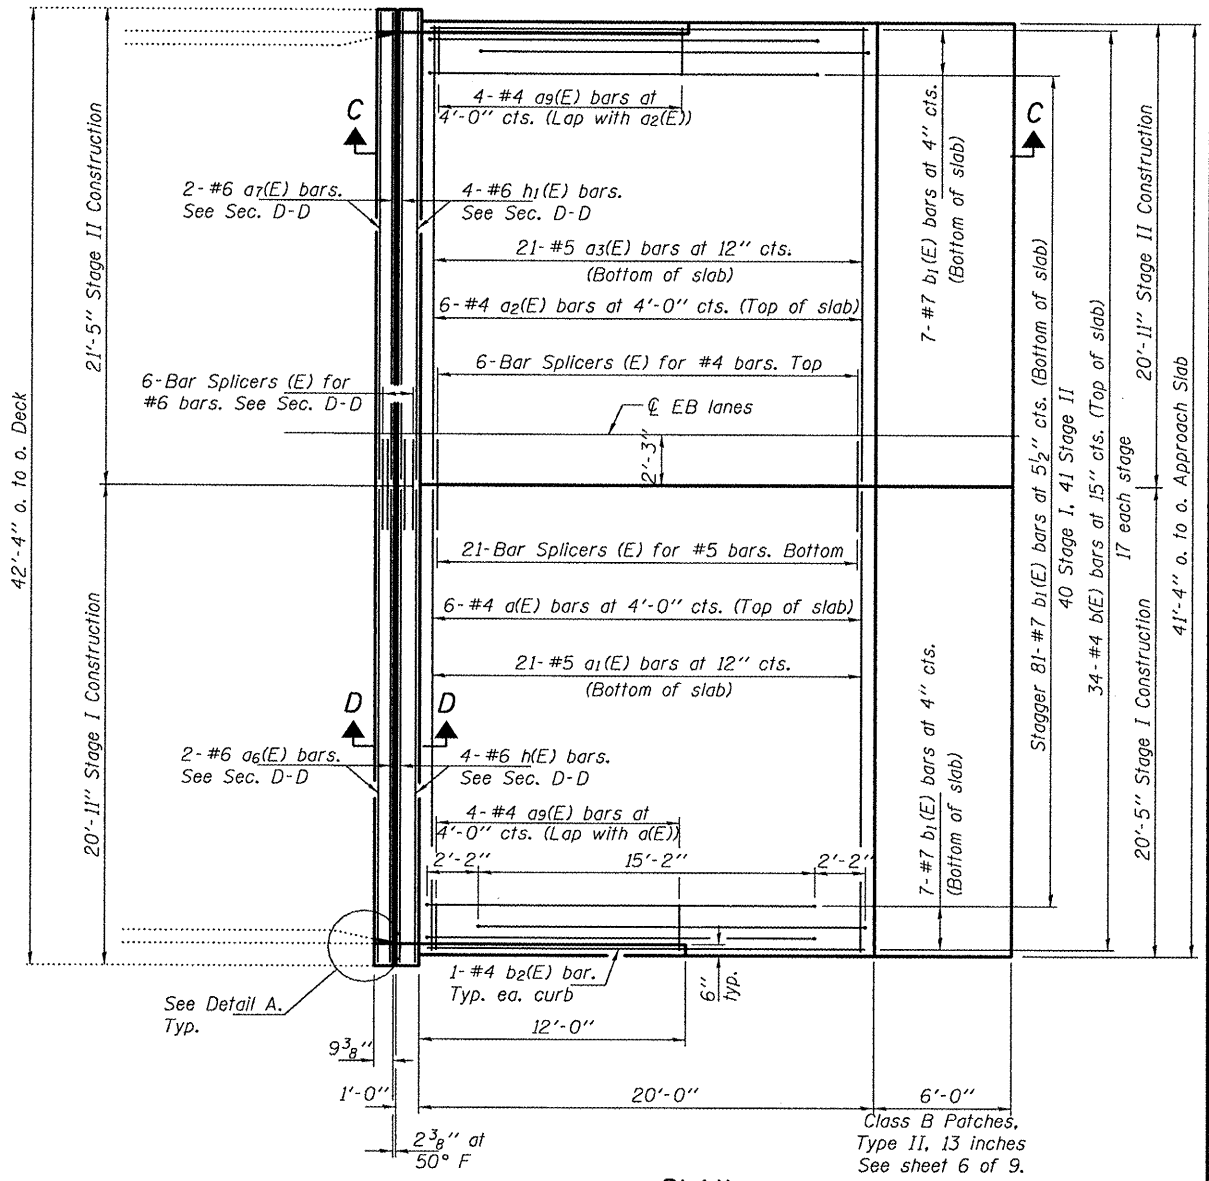 4-#4 a9(E) bars at
4'-0" cts. (Lap with a2(E))
C
C
2-#6 a7(E) bars.
See Sec. D-D
4-#6 h1(E) bars.
See Sec. D-D
21-#5 a3(E) bars at 12" cts.
(Bottom of slab)
6-#4 a2(E) bars at 4'-0" cts. (Top of slab)
6-Bar Splicers (E) for #4 bars. Top
6-Bar Splicers (E) for
#6 bars. See Sec. D-D
℄ EB lanes
2'-3"
21-Bar Splicers (E) for #5 bars. Bottom
6-#4 a(E) bars at 4'-0" cts. (Top of slab)
21-#5 a1(E) bars at 12" cts.
(Bottom of slab)
D
D
2-#6 a6(E) bars.
See Sec. D-D
4-#6 h(E) bars.
See Sec. D-D
4-#4 a9(E) bars at
4'-0" cts. (Lap with a(E))
2'-2"
15'-2"
2'-2"
42'-4" o. to o. Deck
21'-5" Stage II Construction
20'-11" Stage I Construction
7-#7 b1(E) bars at 4" cts.
(Bottom of slab)
7-#7 b1(E) bars at 4" cts.
(Bottom of slab)
Stagger 81-#7 b1(E) bars at 5½" cts. (Bottom of slab)
40 Stage I, 41 Stage II
34-#4 b(E) bars at 15" cts. (Top of slab)
17 each stage
20'-11" Stage II Construction
20'-5" Stage I Construction
41'-4" o. to o. Approach Slab
See Detail A.
Typ.
1-#4 b2(E) bar.
Typ. ea. curb
6"
typ.
12'-0"
9⅜"
1'-0"
20'-0"
6'-0"
2⅜" at
50° F
Class B Patches,
Type II, 13 inches
See sheet 6 of 9.